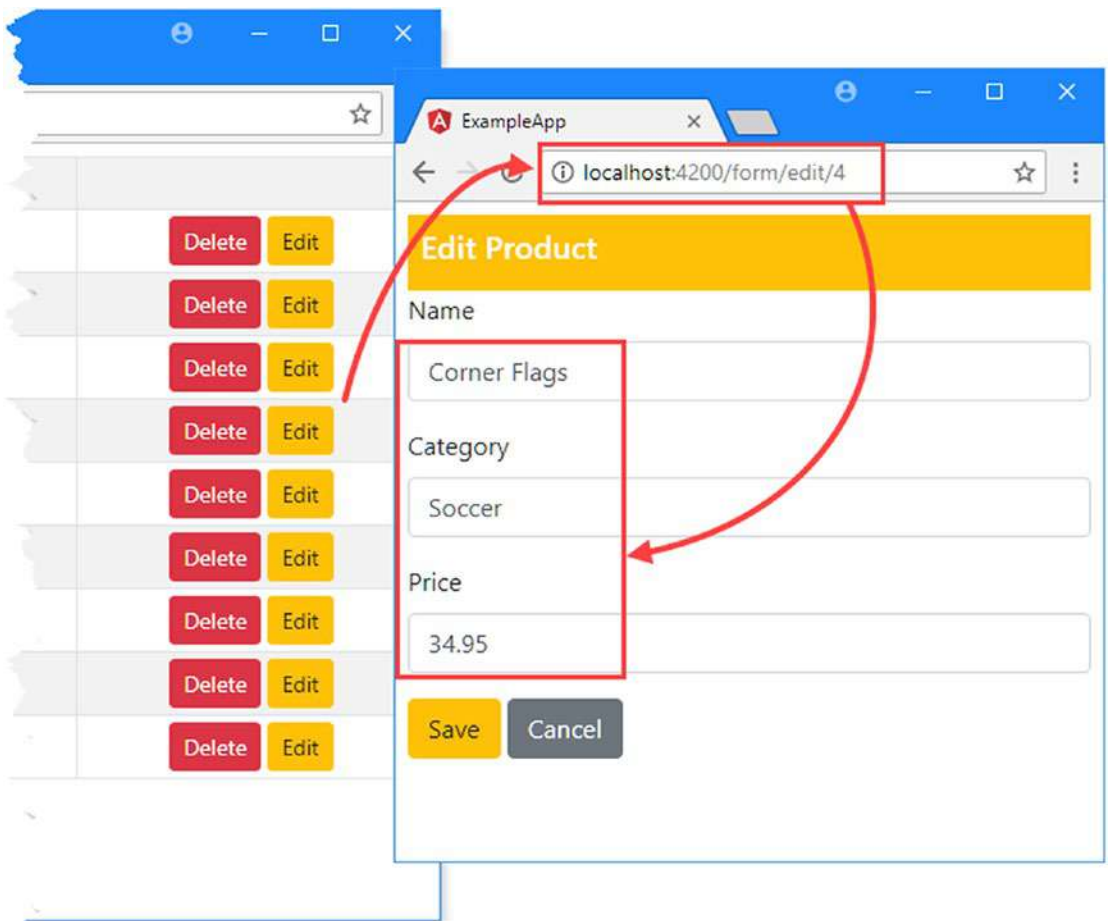 Delete Edit
Delete Edit
Delete Edit
Delete Edit
Delete Edit
Delete Edit
Delete Edit
Delete Edit
Delete Edit
ExampleApp
localhost:4200/form/edit/4
Edit Product
Name
Corner Flags
Category
Soccer
Price
34.95
Save Cancel